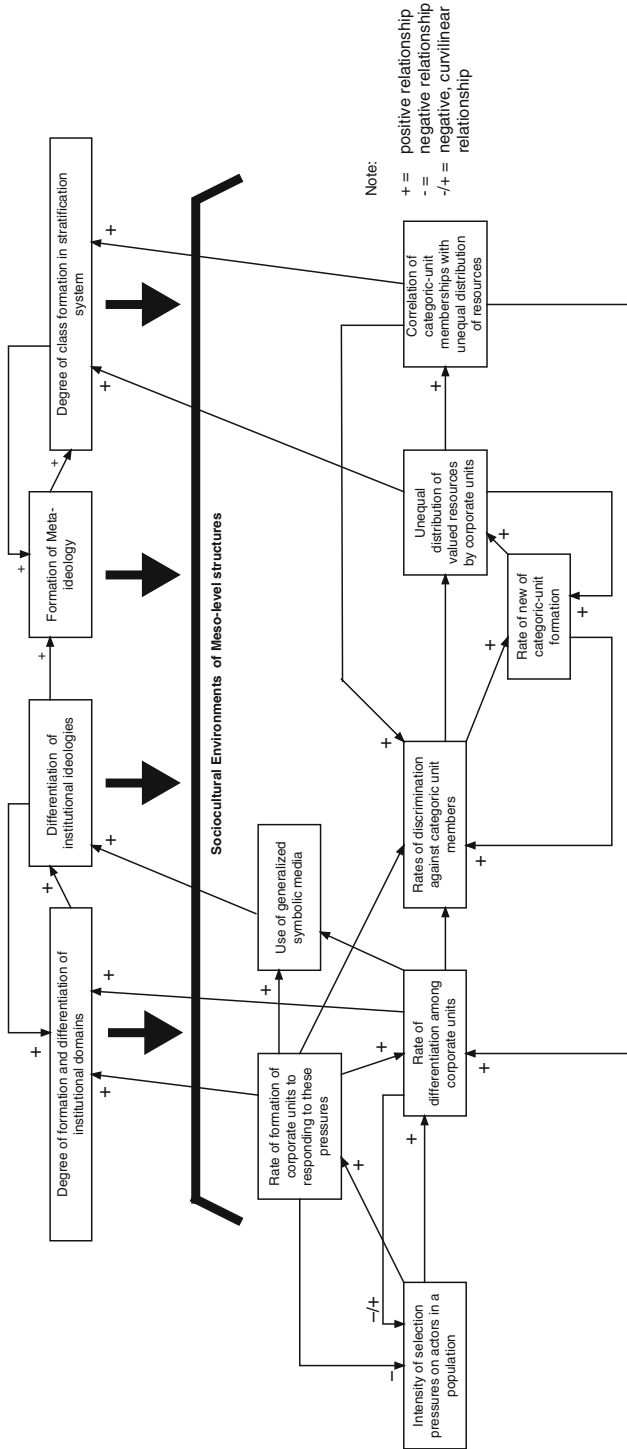 Degree of formation and differentiation of
institutional domains
Differentiation of
institutional ideologies
Formation of Meta-
ideology
Degree of class formation in stratification
system
+
+
+
+
+
+
+
+
+
+
+
Sociocultural Environments of Meso-level structures
Rate of formation of
corporate units to
responding to these
pressures
+
Use of generalized
symbolic media
Intensity of selection
pressures on actors in a
population
-
-/+
+
+
+
Rate of
differentiation among
corporate units
+
Rates of discrimination
against categoric unit
members
+
+
+
Rate of new of
categoric-unit
formation
+
+
Unequal
distribution of
valued resources
by corporate units
+
Correlation of
categoric-unit
memberships with
unequal distribution
of resources
Note:
+ = positive relationship
- = negative relationship
-/+ = negative, curvilinear
relationship